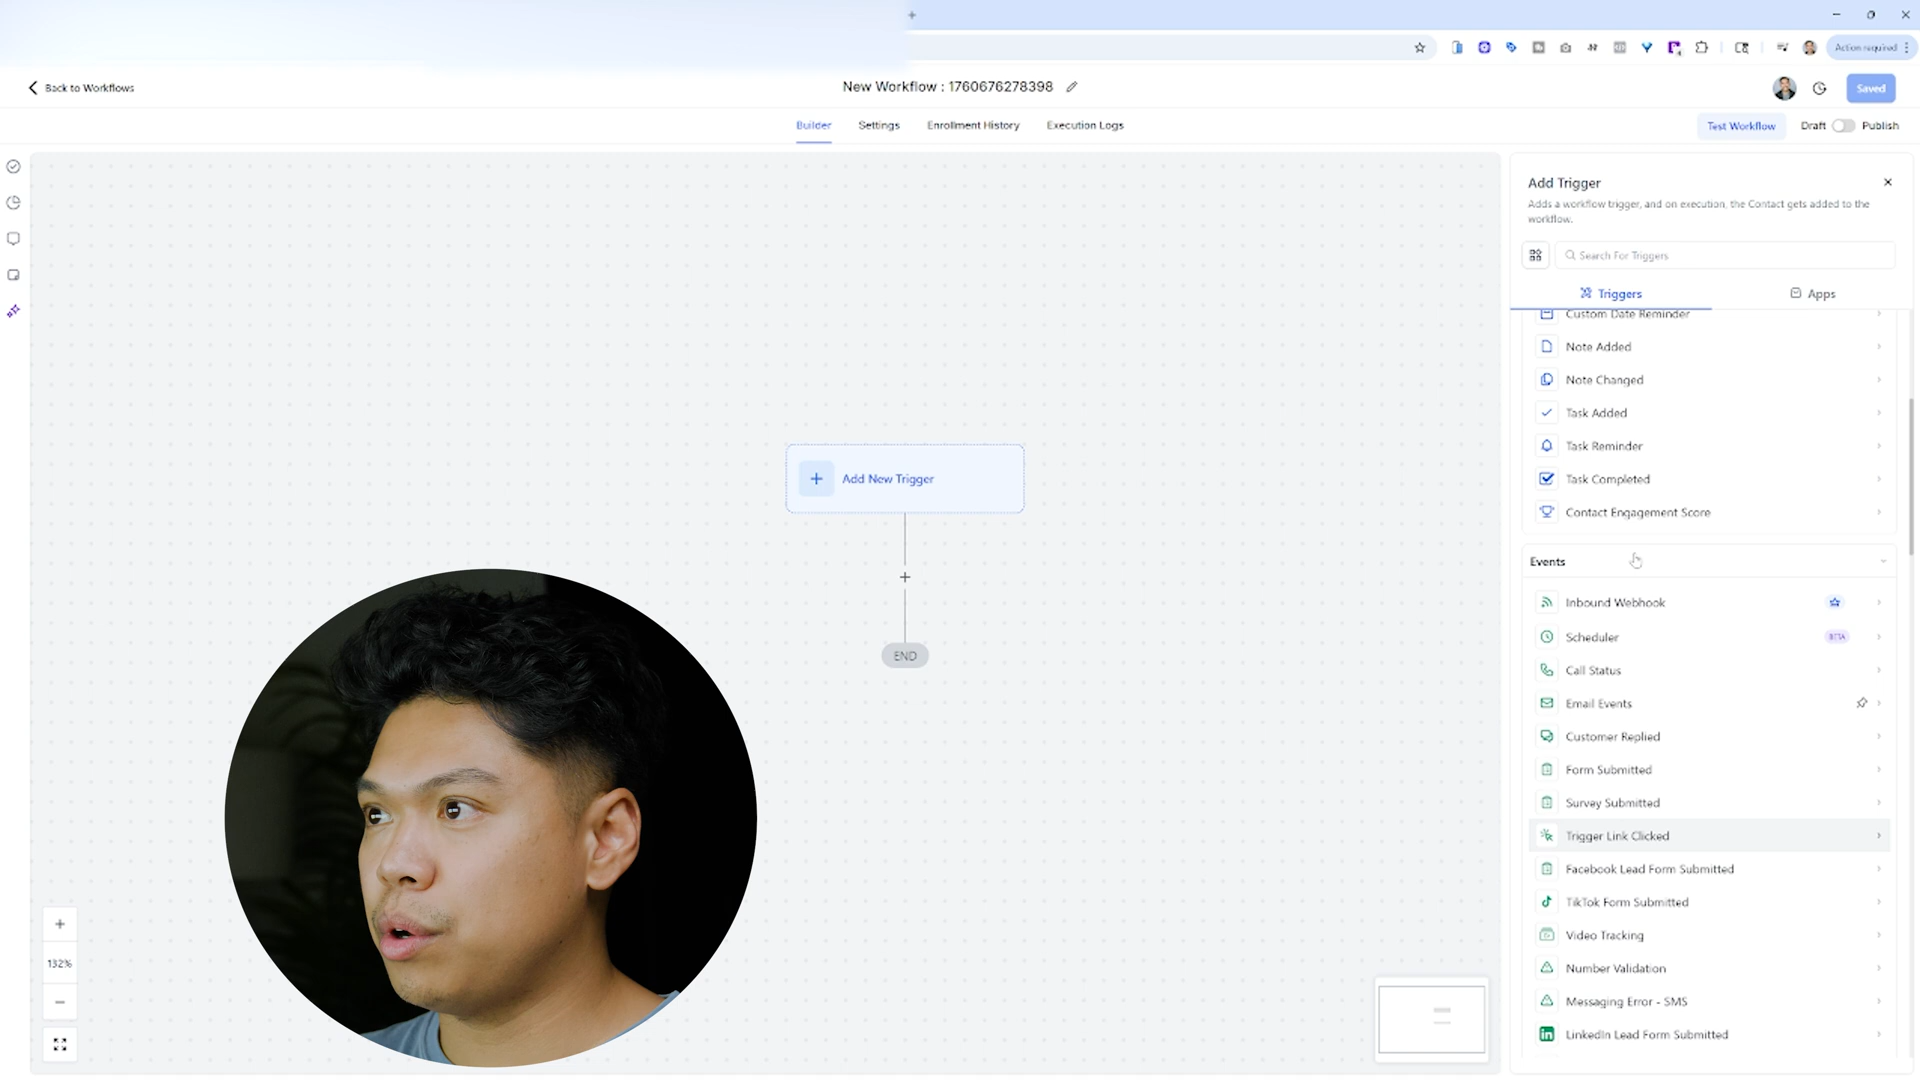 Action required
Back to Workflows
New Workflow : 1760676278398
Saved
Builder
Settings
Enrollment History
Execution Logs
Test Workflow
Draft
Publish
Add Trigger
Adds a workflow trigger, and on execution, the Contact gets added to the
workflow.
Search For Triggers
Triggers
Apps
Custom Date Reminder
Note Added
Note Changed
Task Added
Task Reminder
Task Completed
Contact Engagement Score
Events
Inbound Webhook
Scheduler
BETA
Call Status
Email Events
Customer Replied
Form Submitted
Survey Submitted
Trigger Link Clicked
Facebook Lead Form Submitted
TikTok Form Submitted
Video Tracking
Number Validation
Messaging Error - SMS
LinkedIn Lead Form Submitted
Add New Trigger
END
132%